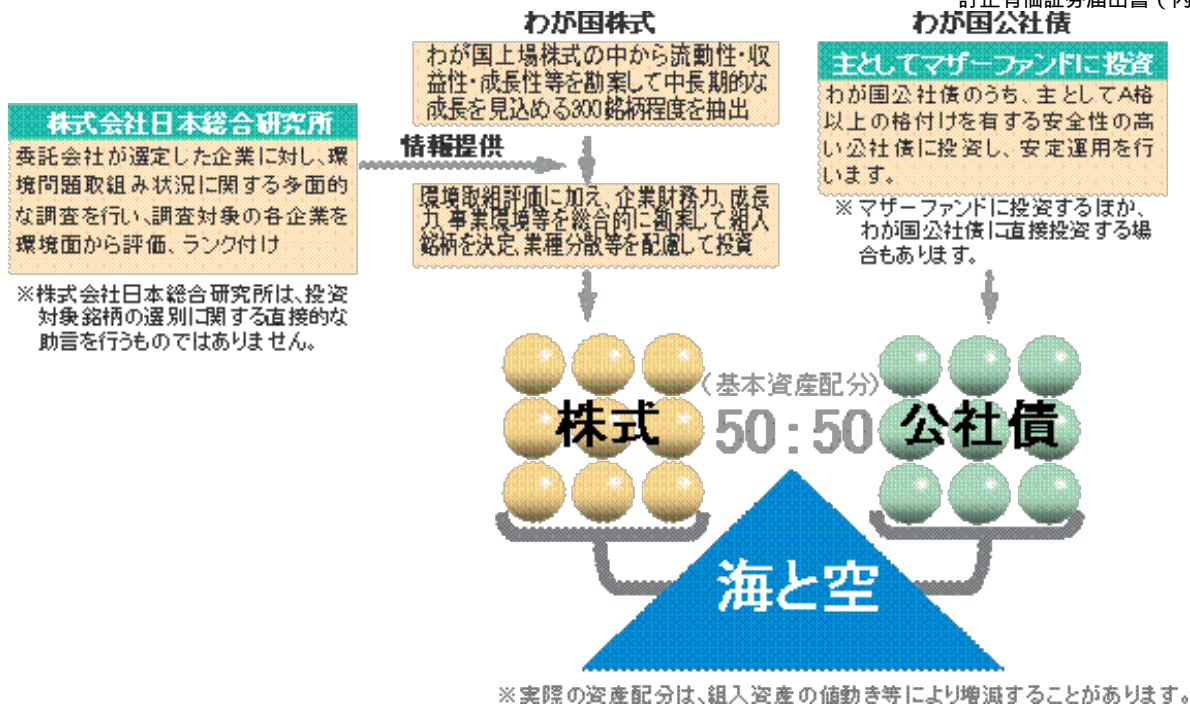 訂正有価証券届出書(内
わが国株式
わが国上場株式の中から流動性・収
益性・成長性等を勘案して中長期的な
成長を見込める300銘柄程度を抽出
株式会社日本総合研究所
委託会社が選定した企業に対し、環
境問題取組み状況に関する多面的
な調査を行い、調査対象の各企業を
環境面から評価、ランク付け
※株式会社日本総合研究所は、投資
対象銘柄の選別に関する直接的な
助言を行うものではありません。
情報提供
環境取組評価に加え、企業財務力、成長
力、事業環境等を総合的に勘案して組入
銘柄を決定、業種分散等を配慮して投資
わが国公社債
主としてマザーファンドに投資
わが国公社債のうち、主としてA格
以上の格付けを有する安全性の高
い公社債に投資し、安定運用を行
います。
※マザーファンドに投資するほか、
わが国公社債に直接投資する場
合もあります。
株式
(基本資産配分)
50:50
公社債
海と空
※実際の資産配分は、組入資産の値動き等により増減することがあります。